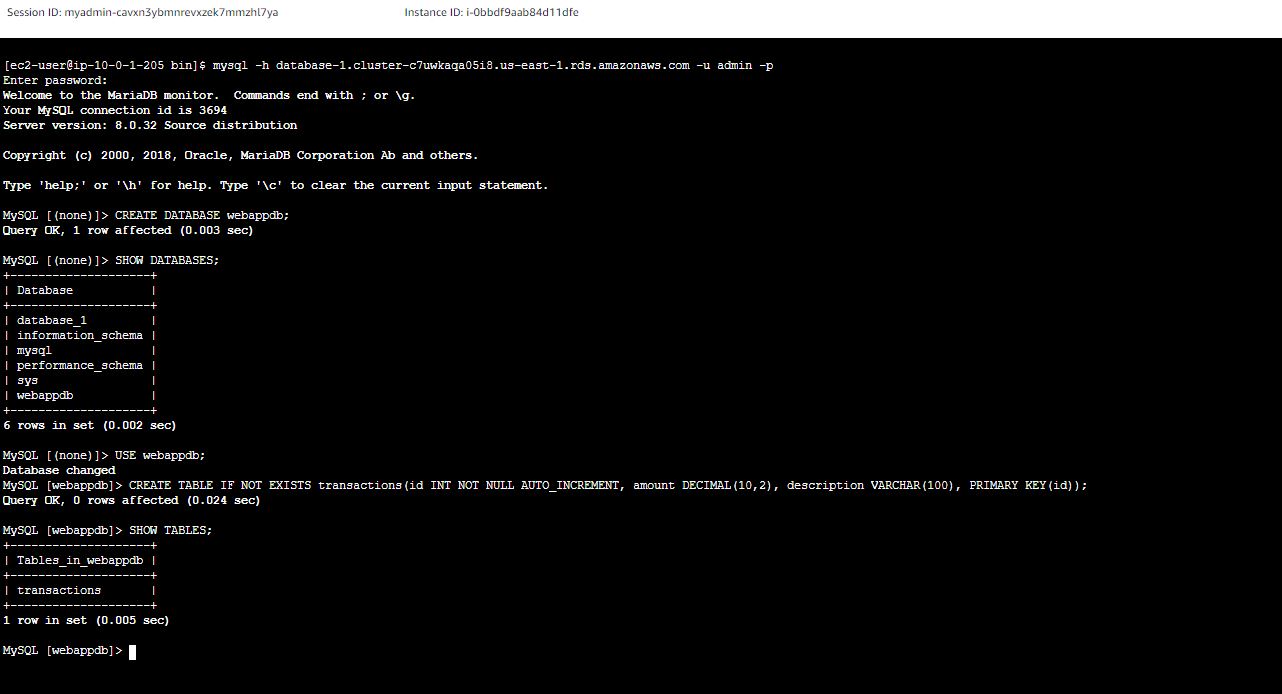 Session ID: myadmin-cavxn3ybmnrevxzek7mmzhl7ya Instance ID: i-0bbdf9aab84d11dfe
[ec2-user@ip-10-0-1-205 bin]$ mysql -h database-1.cluster-c7uwkaqa05i8.us-east-1.rds.amazonaws.com -u admin -p
Enter password:
Welcome to the MariaDB monitor.  Commands end with ; or \g.
Your MySQL connection id is 3694
Server version: 8.0.32 Source distribution
Copyright (c) 2000, 2018, Oracle, MariaDB Corporation Ab and others.
Type 'help;' or '\h' for help. Type '\c' to clear the current input statement.
MySQL [(none)]> CREATE DATABASE webappdb;
Query OK, 1 row affected (0.003 sec)
MySQL [(none)]> SHOW DATABASES;
+--------------------+
| Database           |
+--------------------+
| database_1         |
| information_schema |
| mysql              |
| performance_schema |
| sys                |
| webappdb           |
+--------------------+
6 rows in set (0.002 sec)
MySQL [(none)]> USE webappdb;
Database changed
MySQL [webappdb]> CREATE TABLE IF NOT EXISTS transactions(id INT NOT NULL AUTO_INCREMENT, amount DECIMAL(10,2), description VARCHAR(100), PRIMARY KEY(id));
Query OK, 0 rows affected (0.024 sec)
MySQL [webappdb]> SHOW TABLES;
+--------------------+
| Tables_in_webappdb |
+--------------------+
| transactions       |
+--------------------+
1 row in set (0.005 sec)
MySQL [webappdb]>